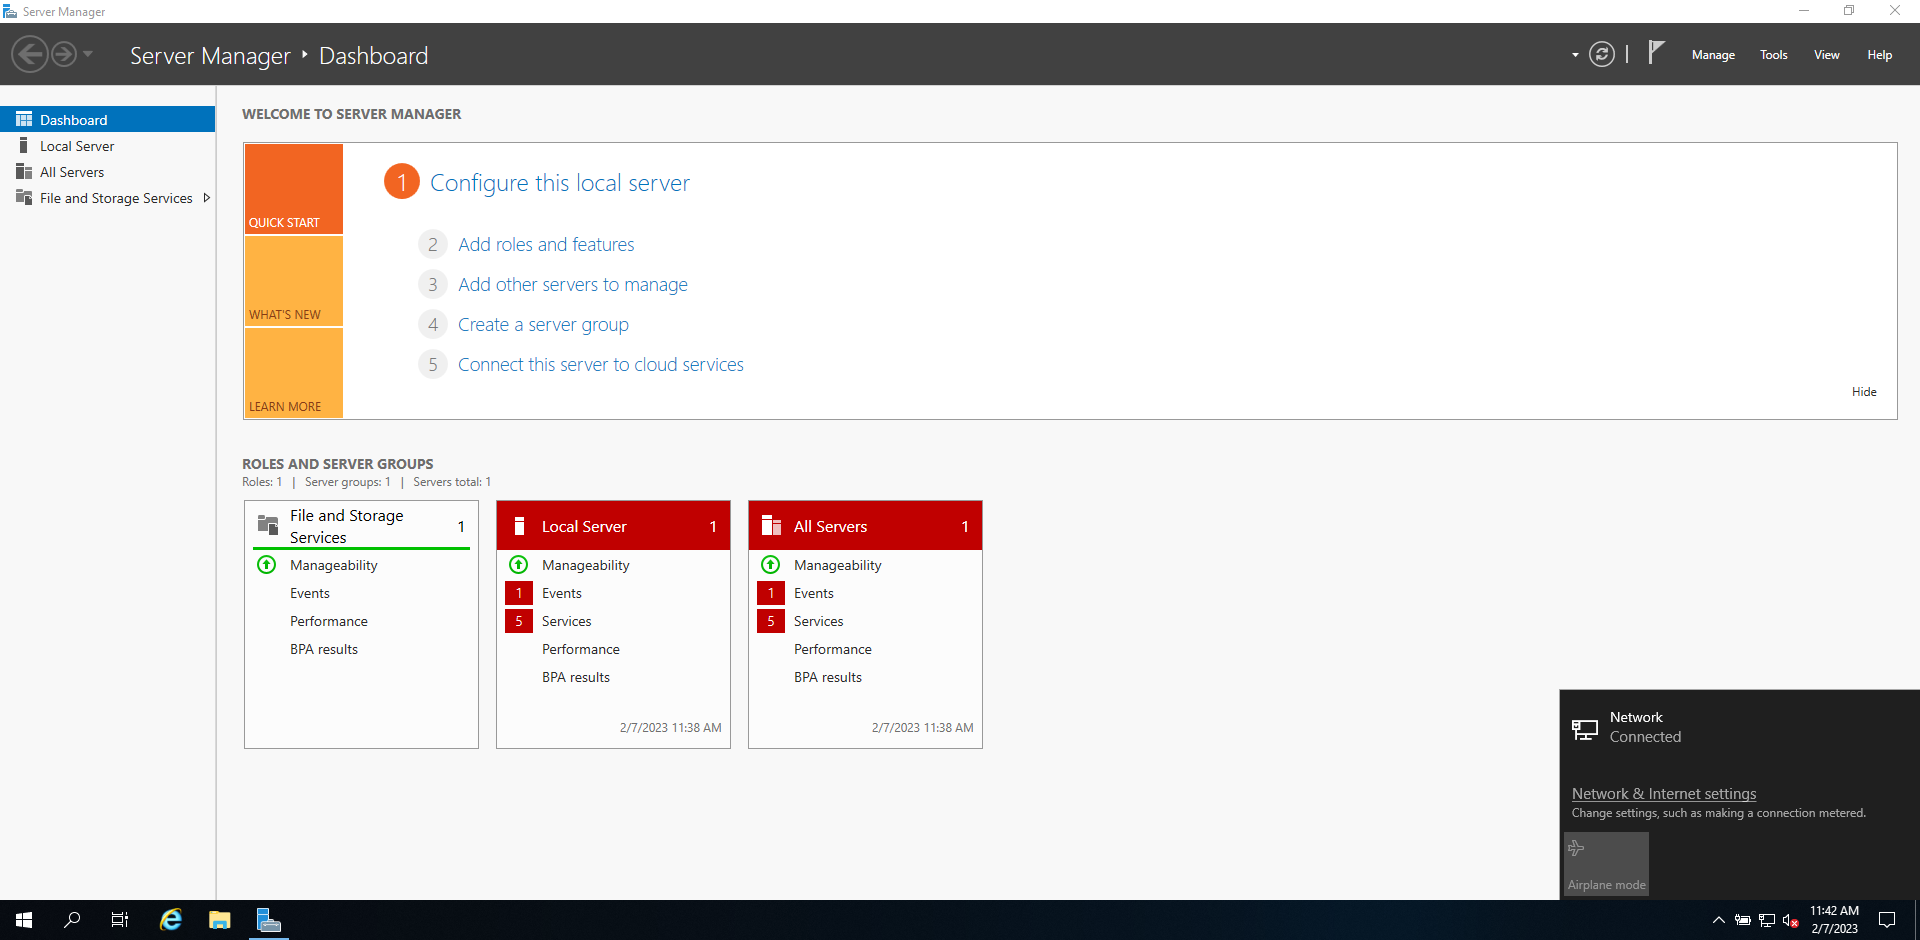 Server Manager
Server Manager ‣ Dashboard
Manage Tools View Help
Dashboard
Local Server
All Servers
File and Storage Services
WELCOME TO SERVER MANAGER
QUICK START
WHAT'S NEW
LEARN MORE
1 Configure this local server
2 Add roles and features
3 Add other servers to manage
4 Create a server group
5 Connect this server to cloud services
Hide
ROLES AND SERVER GROUPS
Roles: 1 | Server groups: 1 | Servers total: 1
File and Storage
Services 1
Manageability
Events
Performance
BPA results
Local Server 1
Manageability
1 Events
5 Services
Performance
BPA results
2/7/2023 11:38 AM
All Servers 1
Manageability
1 Events
5 Services
Performance
BPA results
2/7/2023 11:38 AM
Network
Connected
Network & Internet settings
Change settings, such as making a connection metered.
Airplane mode
11:42 AM
2/7/2023